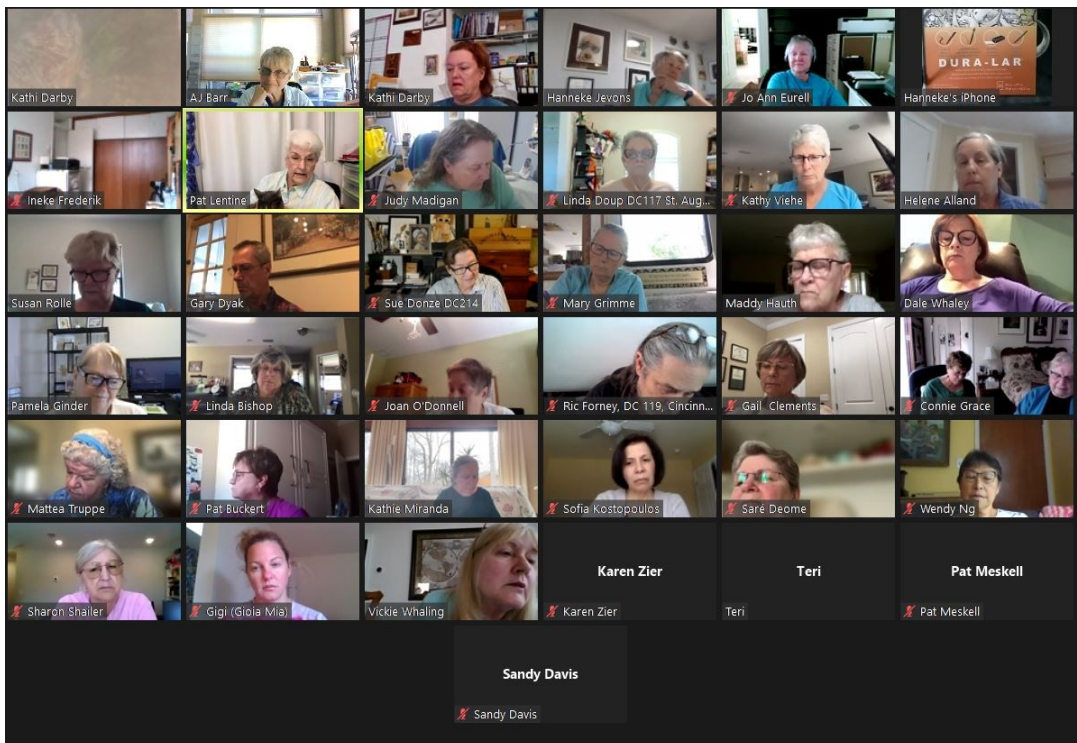 Kathi Darby
AJ Barr
Kathi Darby
Hanneke Jevons
Jo Ann Eurell
DURA-LAR
Hanneke's iPhone
Ineke Frederik
Pat Lentine
Judy Madigan
Linda Doup DC117 St. Aug...
Kathy Viehe
Helene Alland
Susan Rolle
Gary Dyak
Sue Donze DC214
Mary Grimme
Maddy Hauth
Dale Whaley
Pamela Ginder
Linda Bishop
Joan O'Donnell
Ric Forney, DC 119, Cincinn...
Gail Clements
Connie Grace
Mattea Truppe
Pat Buckert
Kathie Miranda
Sofia Kostopoulos
Saré Deome
Wendy Ng
Sharon Shailer
Gigi (Gioia Mia)
Vickie Whaling
Karen Zier
Karen Zier
Teri
Teri
Pat Meskell
Pat Meskell
Sandy Davis
Sandy Davis